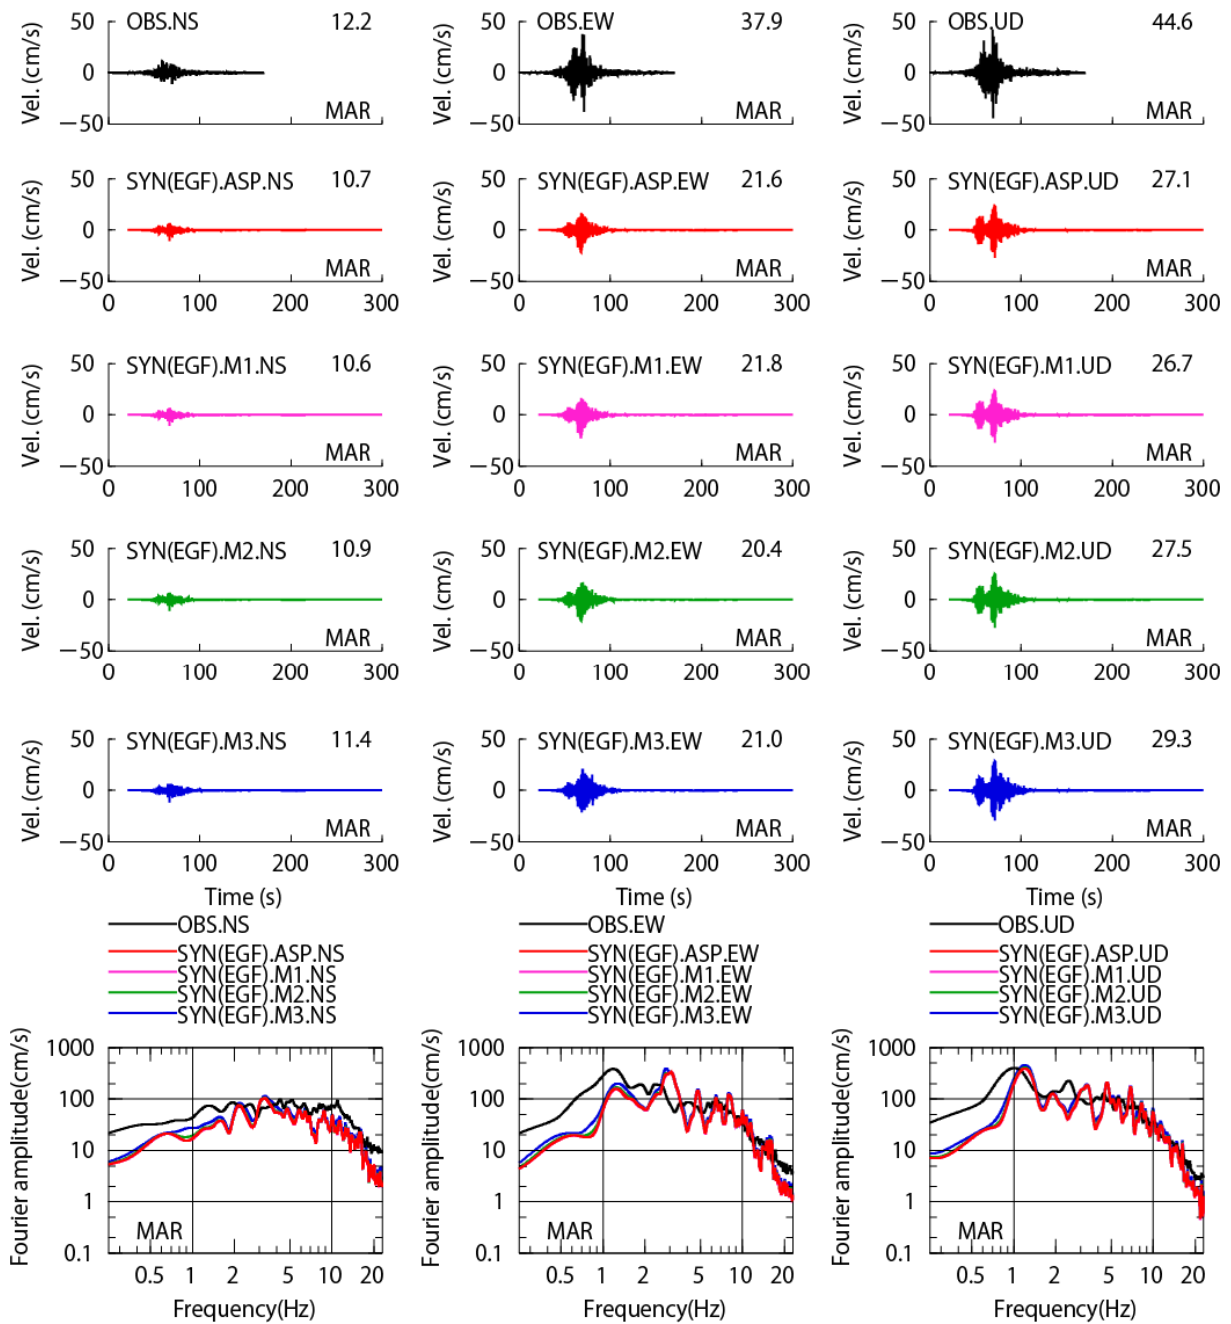 OBS.NS 12.2
50
0
−50
Vel. (cm/s)
MAR
OBS.EW 37.9
50
0
−50
Vel. (cm/s)
MAR
OBS.UD 44.6
50
0
−50
Vel. (cm/s)
MAR
SYN(EGF).ASP.NS 10.7
50
0
−50
Vel. (cm/s)
MAR
0 100 200 300
SYN(EGF).ASP.EW 21.6
50
0
−50
Vel. (cm/s)
MAR
0 100 200 300
SYN(EGF).ASP.UD 27.1
50
0
−50
Vel. (cm/s)
MAR
0 100 200 300
SYN(EGF).M1.NS 10.6
50
0
−50
Vel. (cm/s)
MAR
0 100 200 300
SYN(EGF).M1.EW 21.8
50
0
−50
Vel. (cm/s)
MAR
0 100 200 300
SYN(EGF).M1.UD 26.7
50
0
−50
Vel. (cm/s)
MAR
0 100 200 300
SYN(EGF).M2.NS 10.9
50
0
−50
Vel. (cm/s)
MAR
0 100 200 300
SYN(EGF).M2.EW 20.4
50
0
−50
Vel. (cm/s)
MAR
0 100 200 300
SYN(EGF).M2.UD 27.5
50
0
−50
Vel. (cm/s)
MAR
0 100 200 300
SYN(EGF).M3.NS 11.4
50
0
−50
Vel. (cm/s)
MAR
0 100 200 300
Time (s)
SYN(EGF).M3.EW 21.0
50
0
−50
Vel. (cm/s)
MAR
0 100 200 300
Time (s)
SYN(EGF).M3.UD 29.3
50
0
−50
Vel. (cm/s)
MAR
0 100 200 300
Time (s)
OBS.NS
SYN(EGF).ASP.NS
SYN(EGF).M1.NS
SYN(EGF).M2.NS
SYN(EGF).M3.NS
OBS.EW
SYN(EGF).ASP.EW
SYN(EGF).M1.EW
SYN(EGF).M2.EW
SYN(EGF).M3.EW
OBS.UD
SYN(EGF).ASP.UD
SYN(EGF).M1.UD
SYN(EGF).M2.UD
SYN(EGF).M3.UD
Fourier amplitude(cm/s)
1000
100
10
1
0.1
MAR
0.5 1 2 5 10 20
Frequency(Hz)
Fourier amplitude(cm/s)
1000
100
10
1
0.1
MAR
0.5 1 2 5 10 20
Frequency(Hz)
Fourier amplitude(cm/s)
1000
100
10
1
0.1
MAR
0.5 1 2 5 10 20
Frequency(Hz)